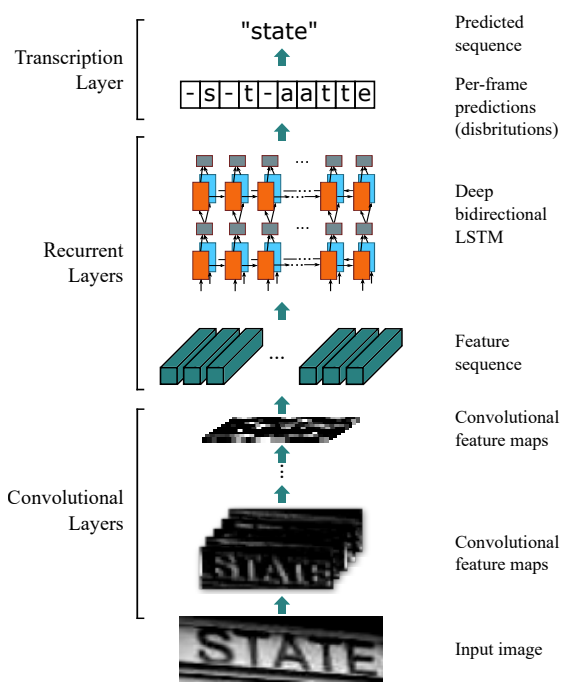 "state"
Predicted
sequence
Transcription
Layer
-s-t-aatte
Per-frame
predictions
(disbritutions)
...
Deep
bidirectional
LSTM
...
Recurrent
Layers
...
...
Feature
sequence
...
Convolutional
feature maps
...
Convolutional
Layers
STATE
Convolutional
feature maps
STATE
Input image